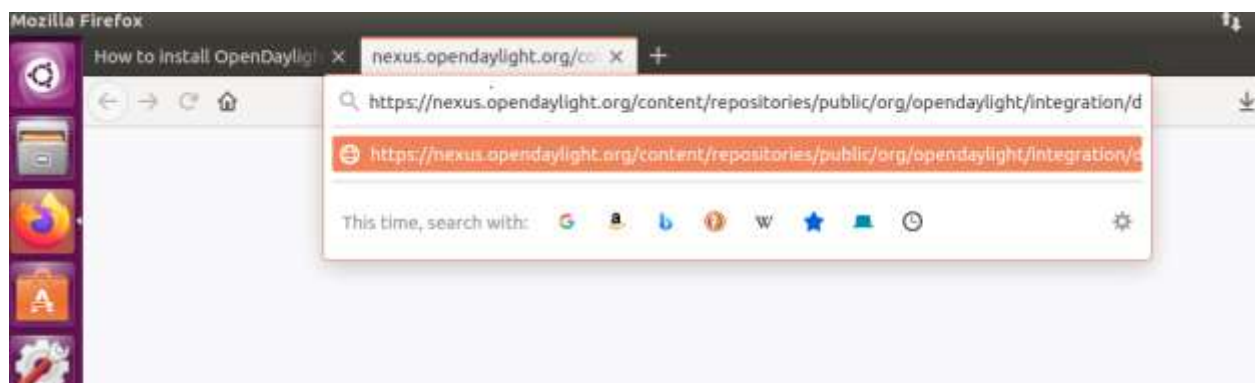 Mozilla Firefox
How to install OpenDaylig
nexus.opendaylight.org/co
https://nexus.opendaylight.org/content/repositories/public/org/opendaylight/integration/d
https://nexus.opendaylight.org/content/repositories/public/org/opendaylight/integration/d
This time, search with: